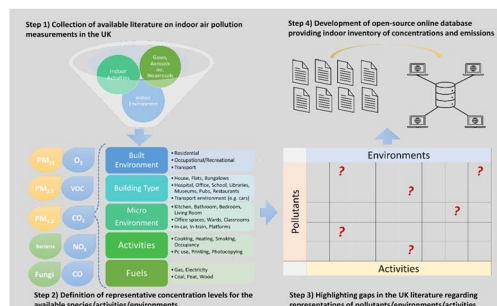 Step 1) Collection of available literature on indoor air pollution
measurements in the UK
Gases,
Aerosols
inc.
Bioaerosols
Indoor
Activities
Indoor
Environment
PM10
O3
PM2.5
VOC
CO2
Bacteria
NOx
Fungi
CO
Built
Environment
• Residential
• Occupational/Recreational
• Transport
Building Type
• House, Flats, Bungalows
• Hospital, Office, School, Libraries,
Museums, Pubs, Restaurants
• Transport environment (e.g. cars)
Micro
Environment
• Kitchen, Bathroom, Bedroom,
Living Room
• Office spaces, Wards, Classrooms
• In-car, In-train, Platforms
Activities
• Cooking, Heating, Smoking,
Occupancy
• Pc use, Printing, Photocopying
Fuels
• Gas, Electricity
• Coal, Peat, Wood
Step 2) Definition of representative concentration levels for the
available species/activities/environments
Step 4) Development of open-source online database
providing indoor inventory of concentrations and emissions
Environments
Pollutants
?
?
?
?
?
Activities
Step 3) Highlighting gaps in the UK literature regarding
representations of pollutants/environments/activities